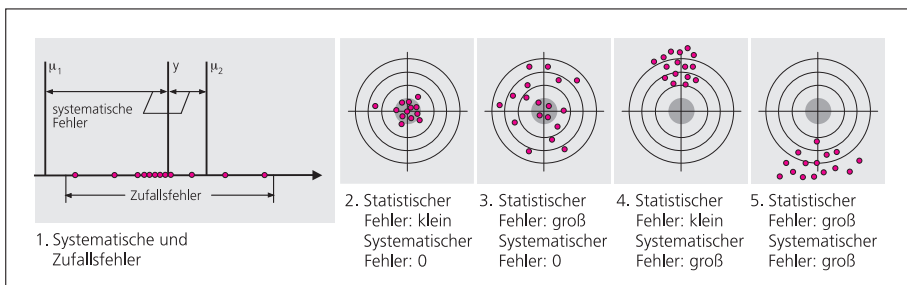 μ1 y μ2
systematische
Fehler
Zufallsfehler
1. Systematische und
Zufallsfehler
2. Statistischer
Fehler: klein
Systematischer
Fehler: 0
3. Statistischer
Fehler: groß
Systematischer
Fehler: 0
4. Statistischer
Fehler: klein
Systematischer
Fehler: groß
5. Statistischer
Fehler: groß
Systematischer
Fehler: groß